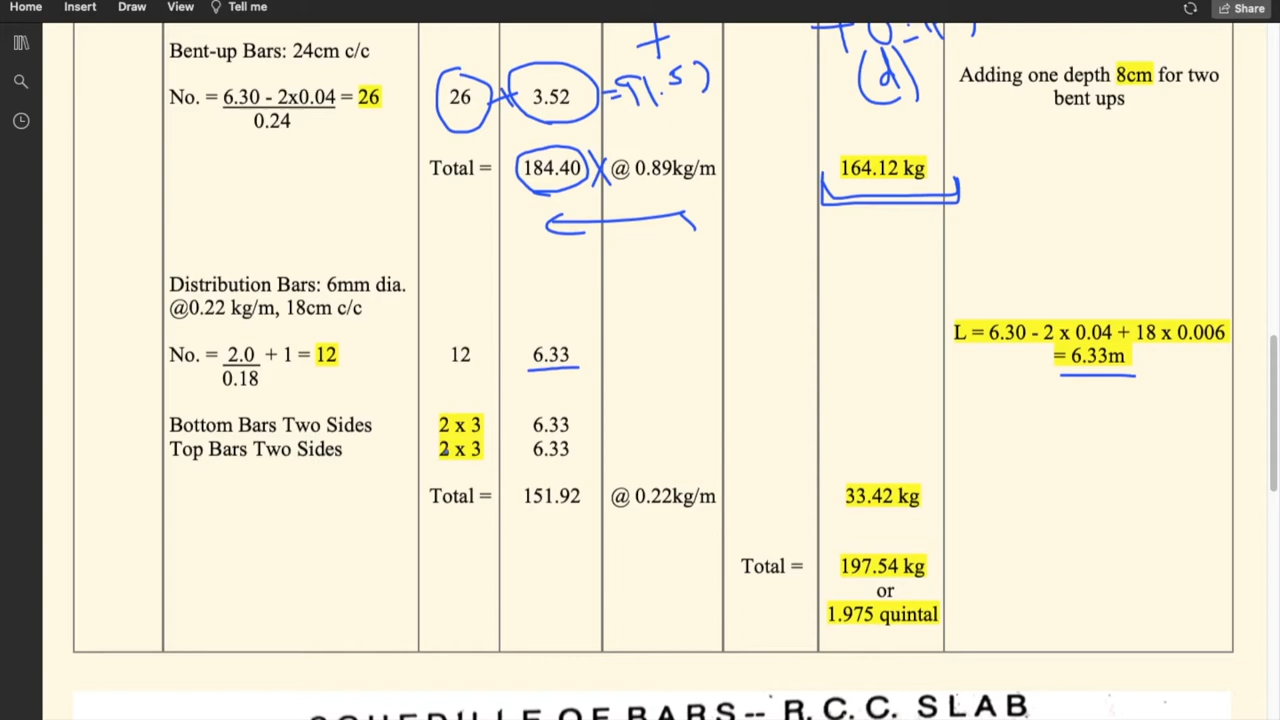 Home Insert Draw View Tell me Share
Bent-up Bars: 24cm c/c
No. = 6.30 - 2x0.04 = 26
0.24
26 3.52
Adding one depth 8cm for two
bent ups
(d)
Total = 184.40 @ 0.89kg/m 164.12 kg
Distribution Bars: 6mm dia.
@0.22 kg/m, 18cm c/c
No. = 2.0 + 1 = 12
0.18
12 6.33
L = 6.30 - 2 x 0.04 + 18 x 0.006
= 6.33m
Bottom Bars Two Sides 2 x 3 6.33
Top Bars Two Sides 2 x 3 6.33
Total = 151.92 @ 0.22kg/m 33.42 kg
Total = 197.54 kg
or
1.975 quintal
SCHEDULE OF BARS-- R. C. C. SLAB